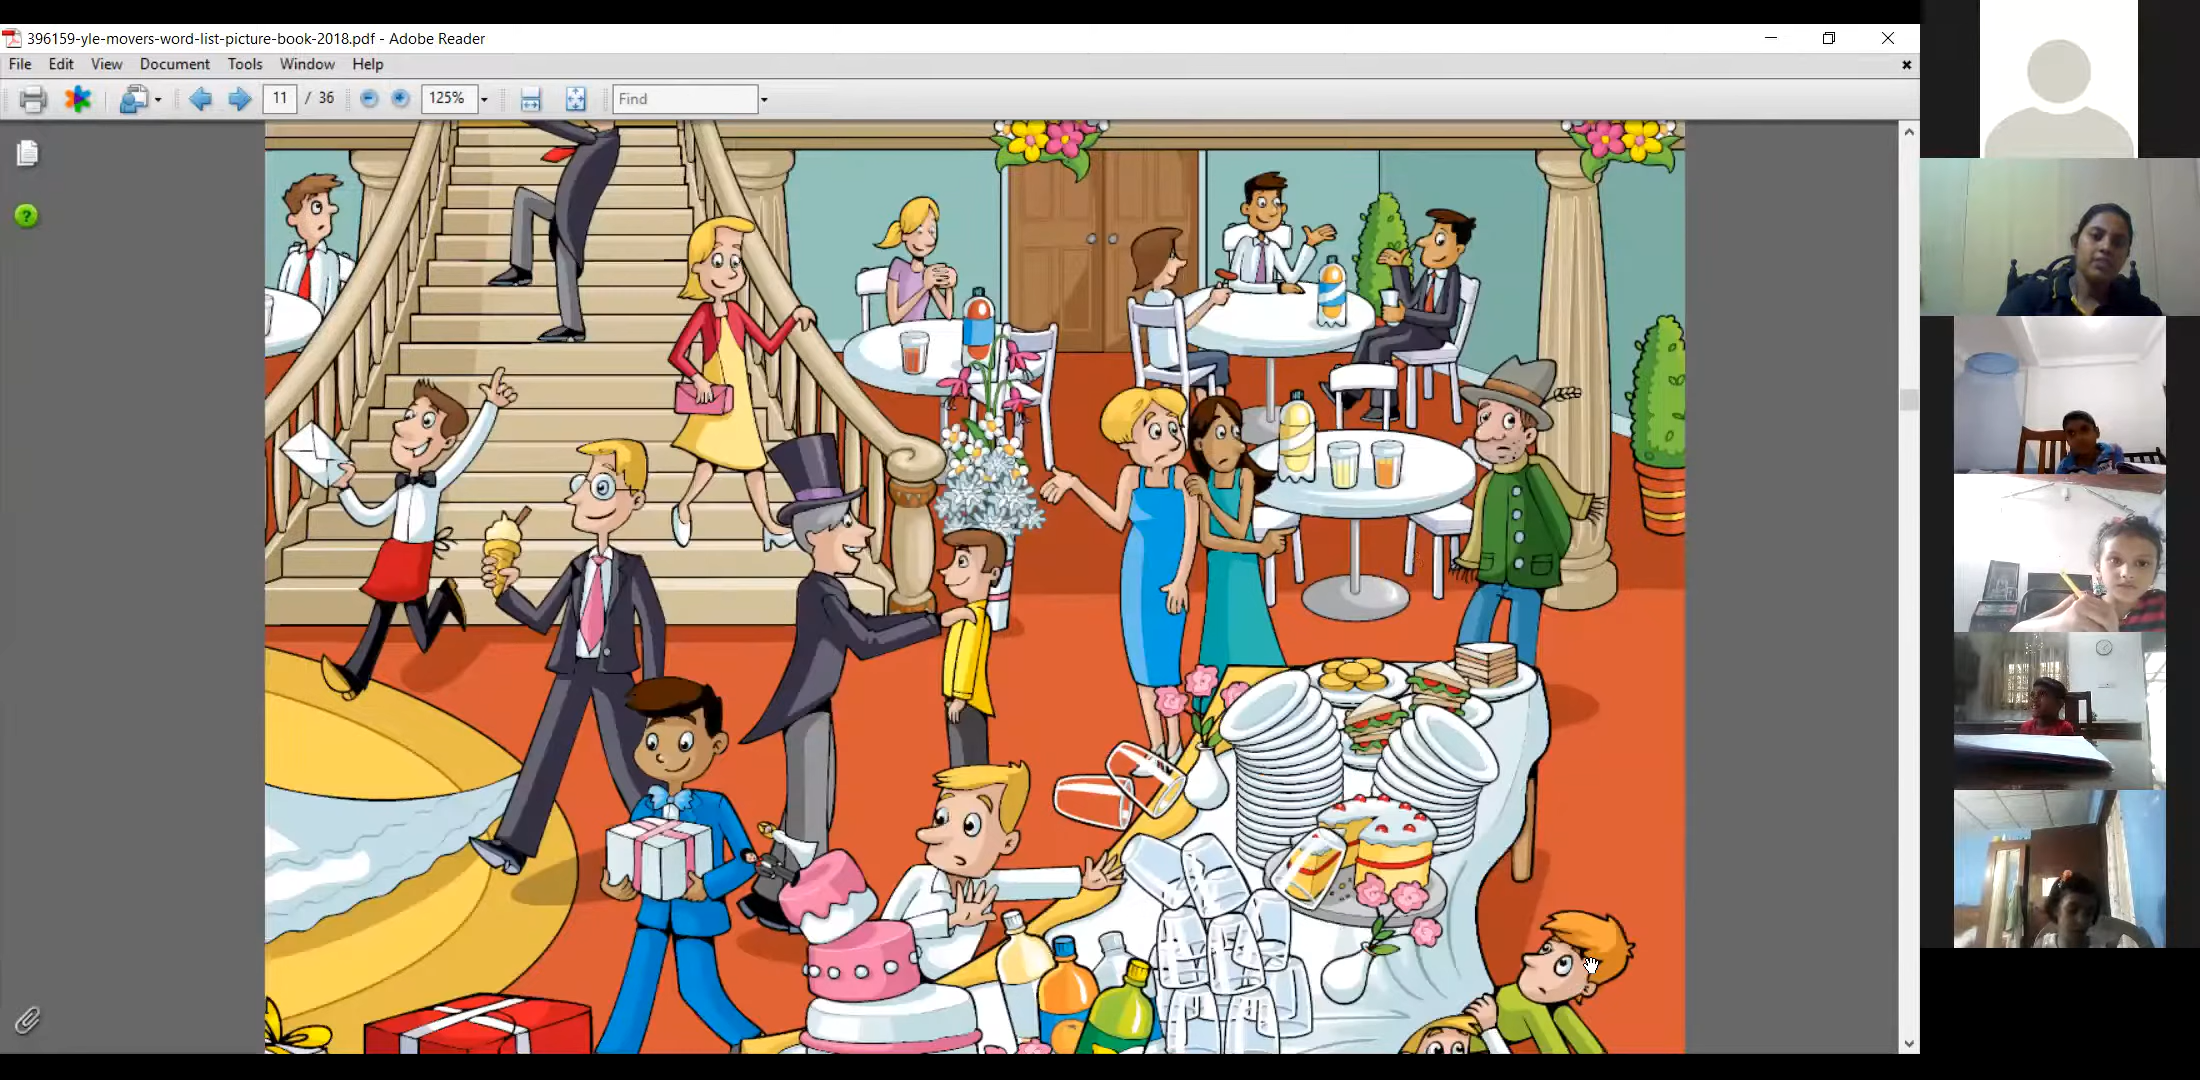 396159-yle-movers-word-list-picture-book-2018.pdf - Adobe Reader
File Edit View Document Tools Window Help
11 / 36 125% Find
?